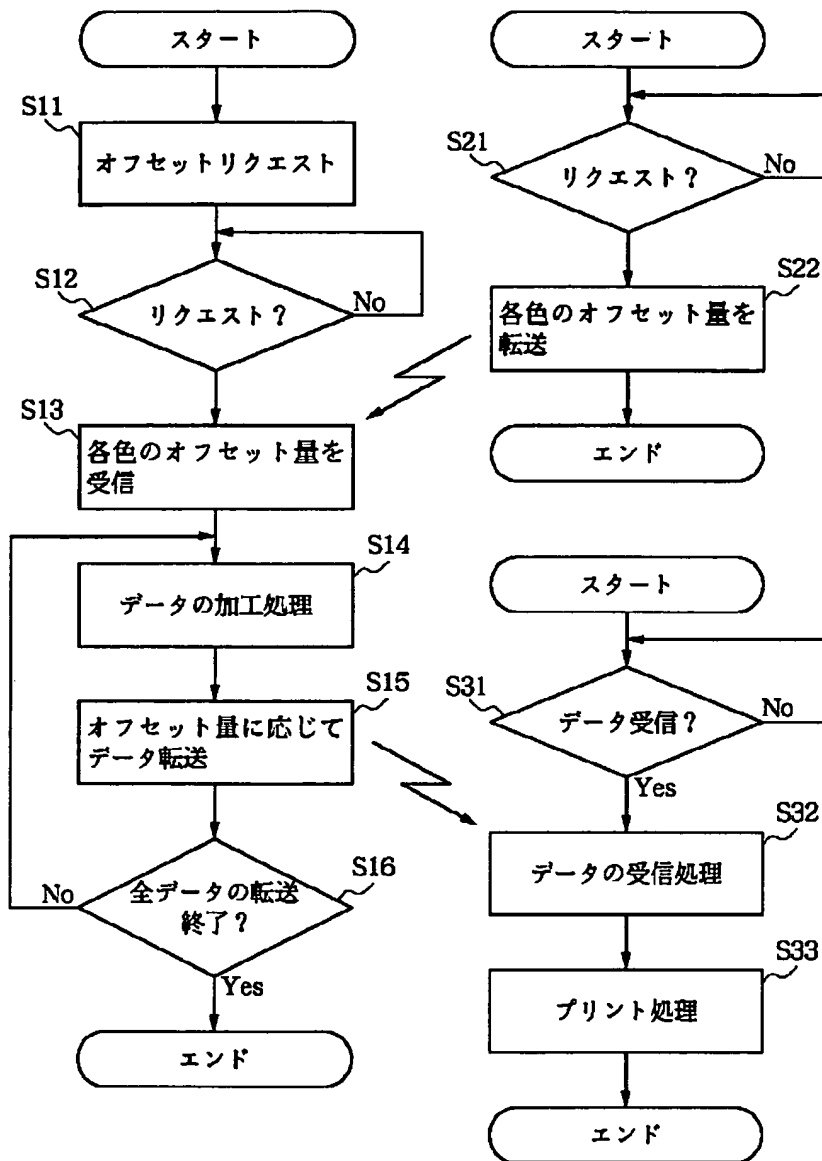 スタート
S11
オフセットリクエスト
S12
リクエスト?
No
S13
各色のオフセット量を
受信
S14
データの加工処理
S15
オフセット量に応じて
データ転送
S16
全データの転送
終了?
No
Yes
エンド
スタート
S21
リクエスト?
No
S22
各色のオフセット量を
転送
エンド
スタート
S31
データ受信?
No
Yes
S32
データの受信処理
S33
プリント処理
エンド